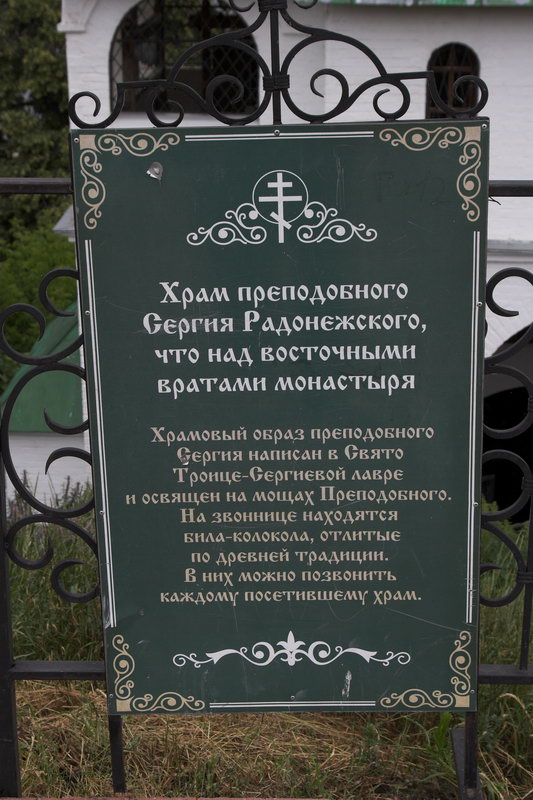 Храм преподобного
Сергия Радонежского,
что над восточными
вратами монастыря
Храмовый образ преподобного
Сергия написан в Свято
Троице-Сергиевой лавре
и освящен на мощах Преподобного.
На звоннице находятся
била-колокола, отлитые
по древней традиции.
В них можно позвонить
каждому посетившему храм.